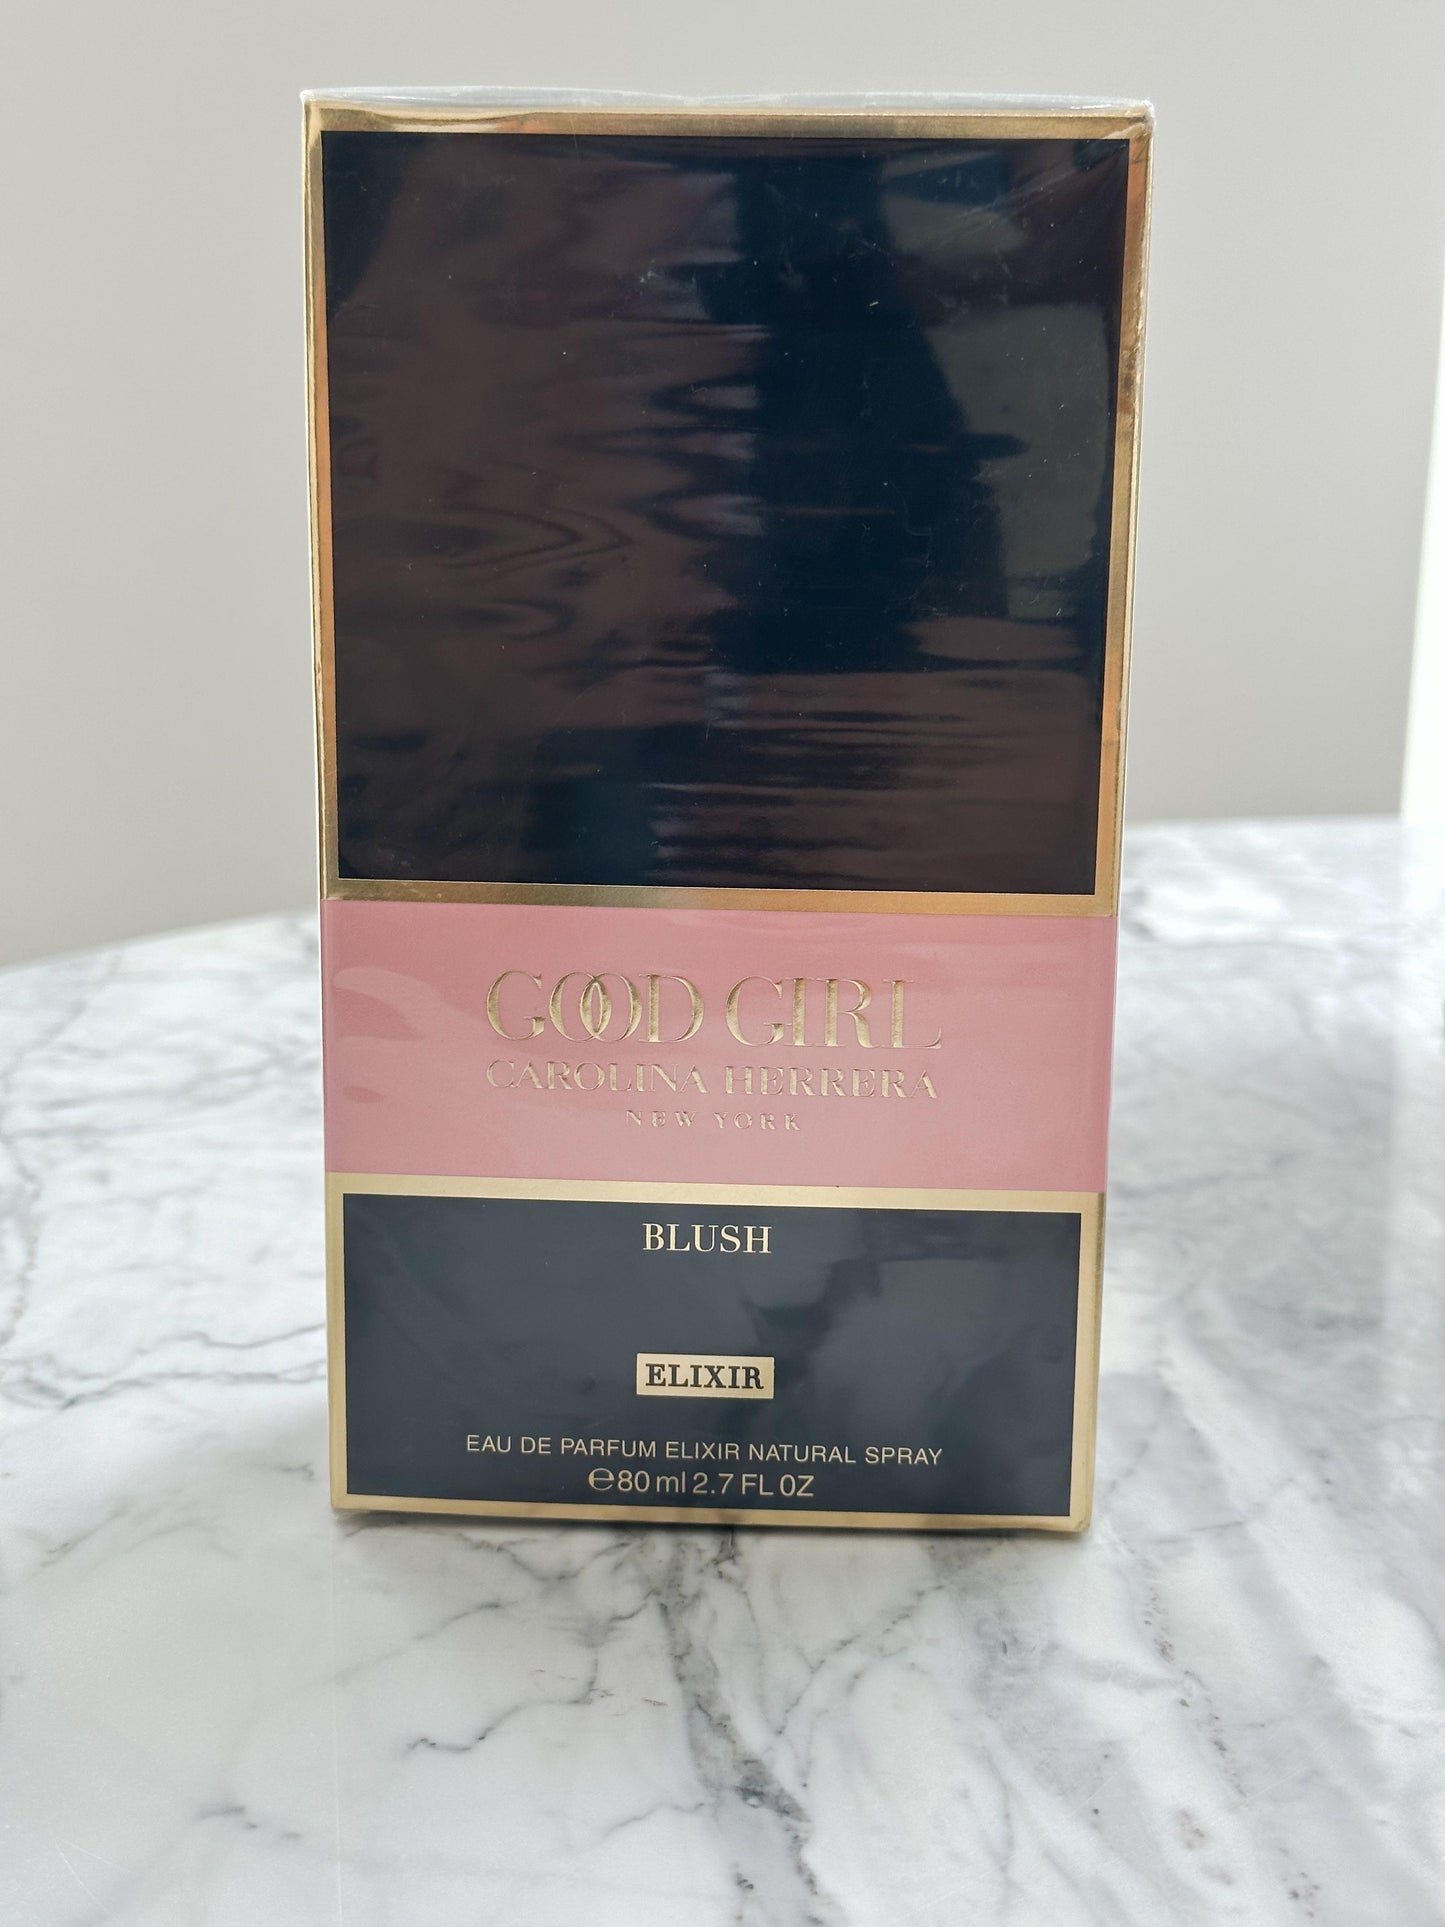 GOOD GIRL
CAROLINA HERRERA
NEW YORK
BLUSH
ELIXIR
EAU DE PARFUM ELIXIR NATURAL SPRAY
℮80 ml 2.7 FL OZ